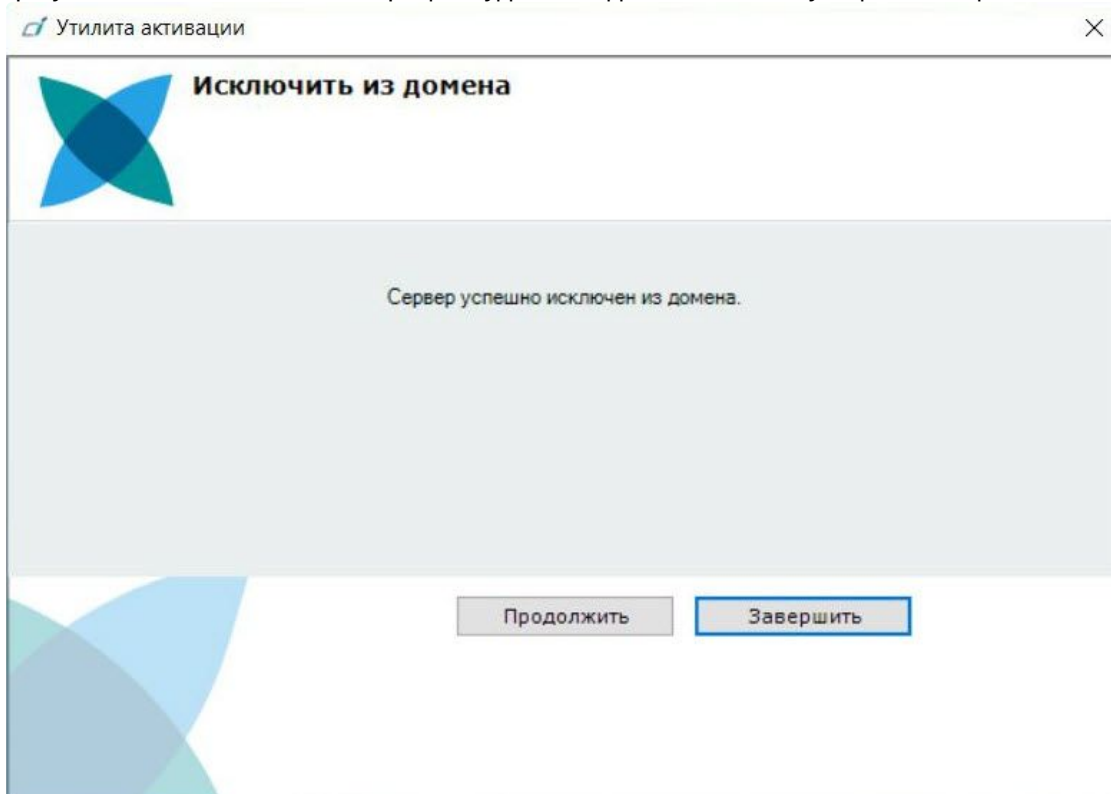 Утилита активации
Исключить из домена
Сервер успешно исключен из домена.
Продолжить
Завершить